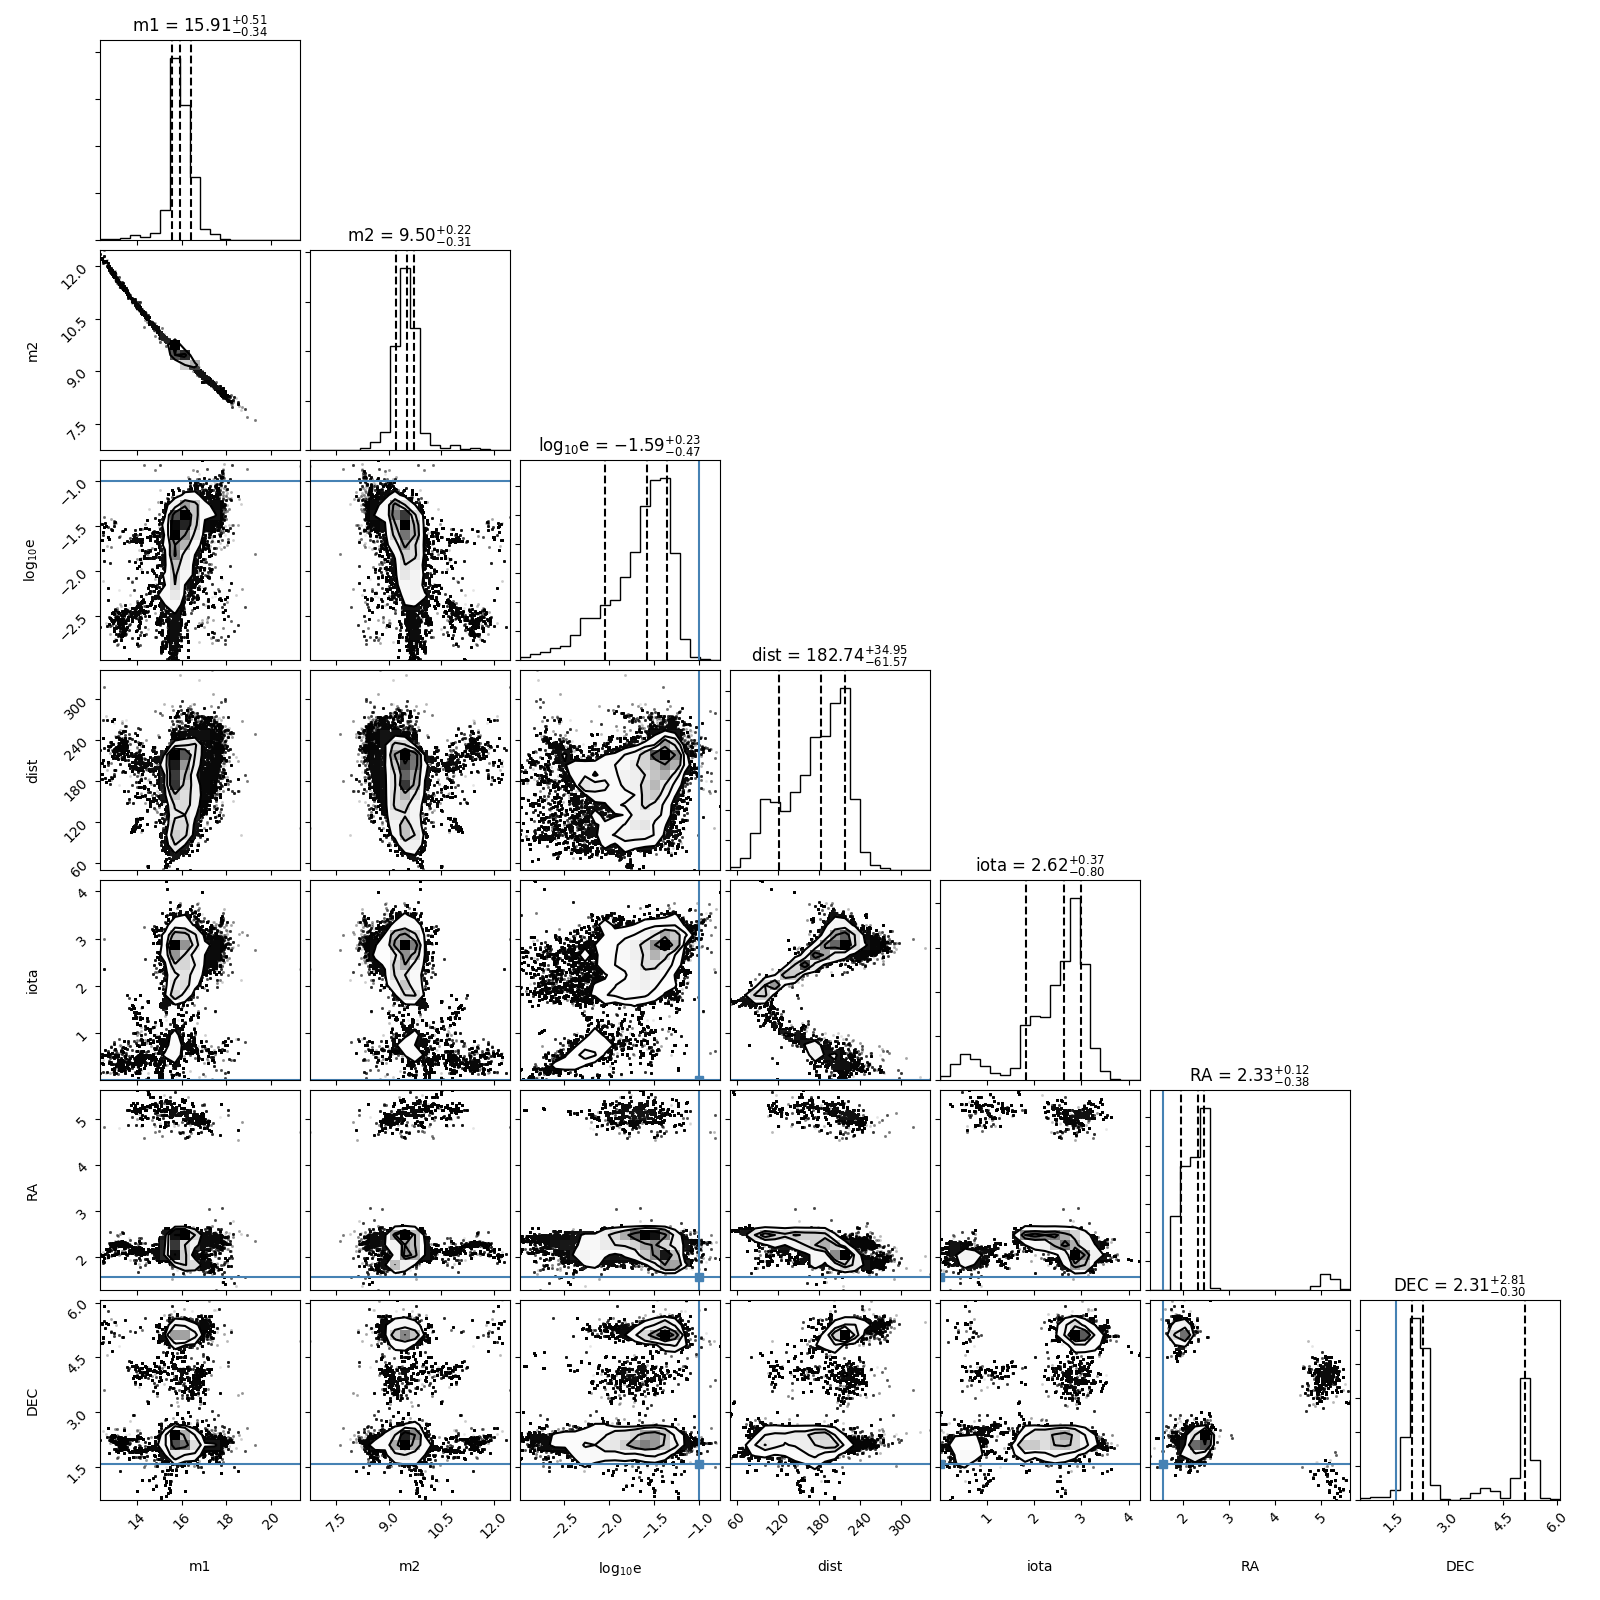 m1 = 15.91^{+0.51}_{−0.34}
12.0
10.5
9.0
7.5
m2
m2 = 9.50^{+0.22}_{−0.31}
−1.0
−1.5
−2.0
−2.5
log₁₀e
log₁₀e = −1.59^{+0.23}_{−0.47}
300
240
180
120
60
dist
dist = 182.74^{+34.95}_{−61.57}
4
3
2
1
iota
iota = 2.62^{+0.37}_{−0.80}
5
4
3
2
RA
RA = 2.33^{+0.12}_{−0.38}
6.0
4.5
3.0
1.5
DEC
DEC = 2.31^{+2.81}_{−0.30}
14 16 18 20 7.5 9.0 10.5 12.0 −2.5 −2.0 −1.5 −1.0 60 120 180 240 300 1 2 3 4 2 3 4 5 1.5 3.0 4.5 6.0
m1 m2 log₁₀e dist iota RA DEC